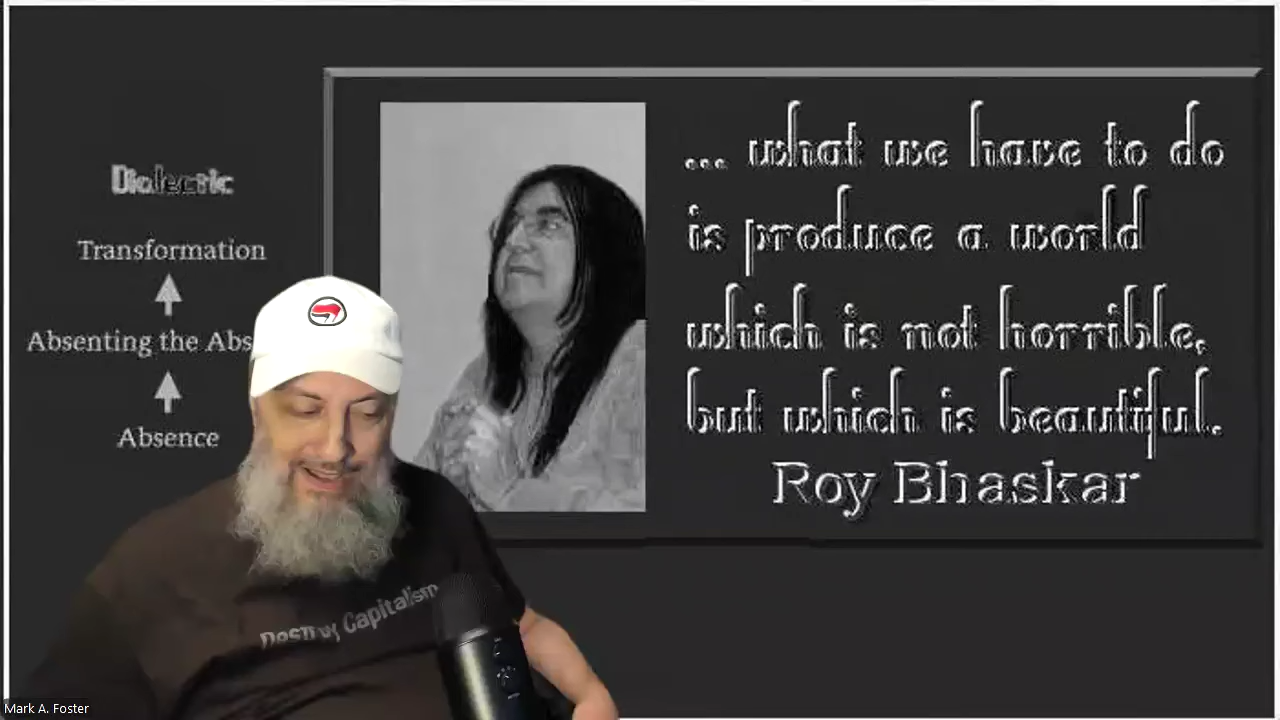 Dialectic
Transformation
Absenting the Abs
Absence
... what we have to do
is produce a world
which is not horrible,
but which is beautiful.
Roy Bhaskar
Destroy Capitalism
Mark A. Foster